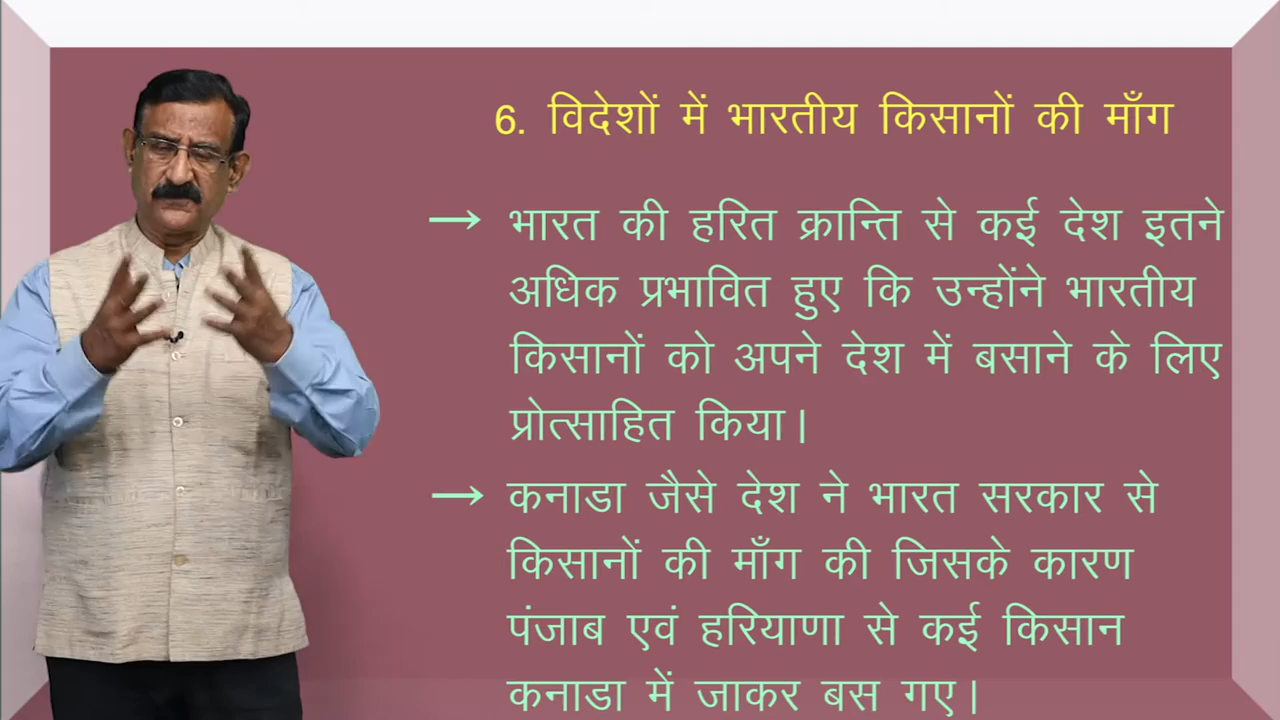 6. विदेशों में भारतीय किसानों की माँग
→ भारत की हरित क्रान्ति से कई देश इतने
अधिक प्रभावित हुए कि उन्होंने भारतीय
किसानों को अपने देश में बसाने के लिए
प्रोत्साहित किया।
→ कनाडा जैसे देश ने भारत सरकार से
किसानों की माँग की जिसके कारण
पंजाब एवं हरियाणा से कई किसान
कनाडा में जाकर बस गए।